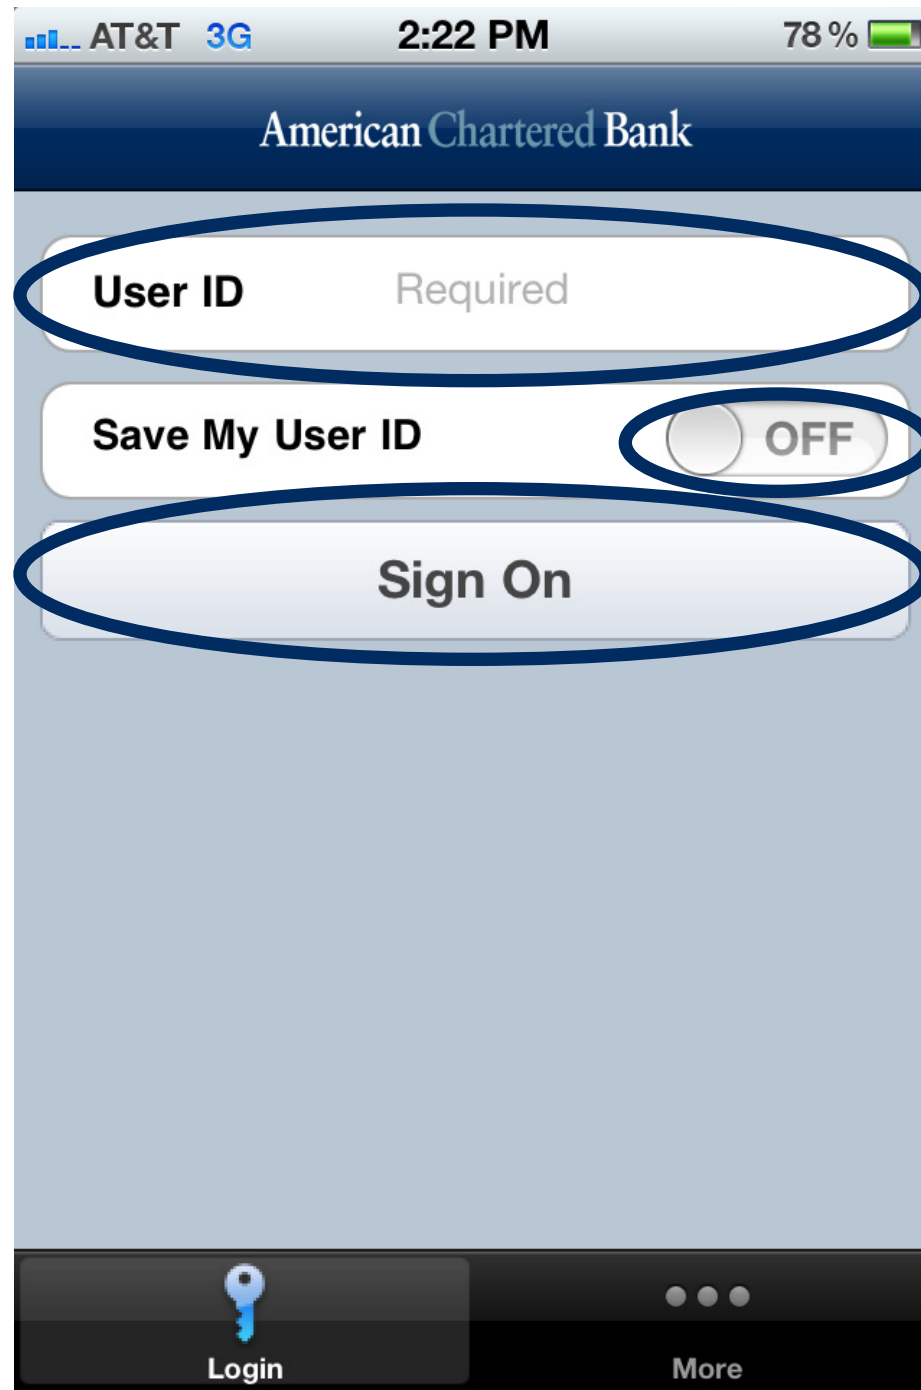 AT&T 3G 2:22 PM 78 %
American Chartered Bank
User ID Required
Save My User ID OFF
Sign On
Login More